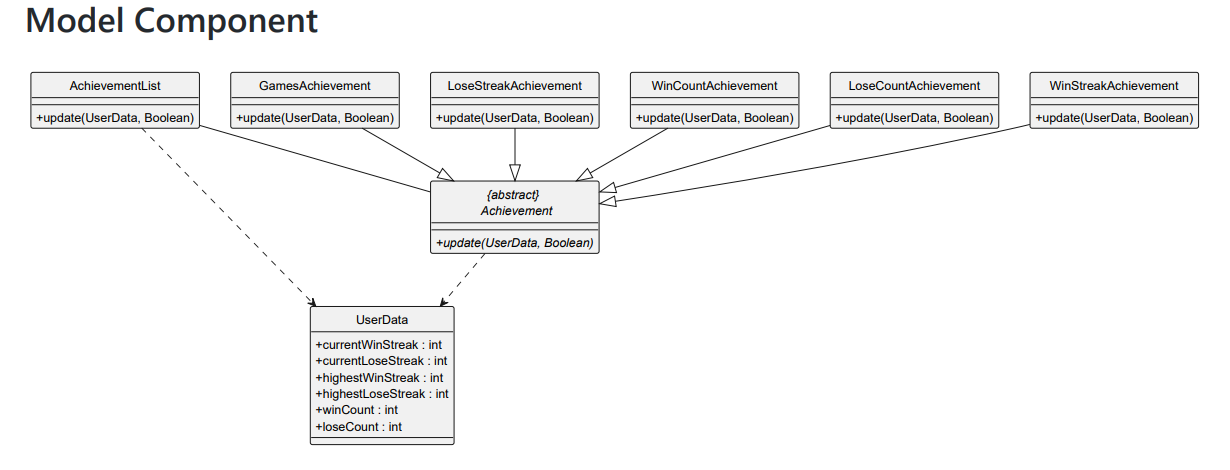 Model Component
AchievementList
+update(UserData, Boolean)
GamesAchievement
+update(UserData, Boolean)
LoseStreakAchievement
+update(UserData, Boolean)
WinCountAchievement
+update(UserData, Boolean)
LoseCountAchievement
+update(UserData, Boolean)
WinStreakAchievement
+update(UserData, Boolean)
{abstract}
Achievement
+update(UserData, Boolean)
UserData
+currentWinStreak : int
+currentLoseStreak : int
+highestWinStreak : int
+highestLoseStreak : int
+winCount : int
+loseCount : int